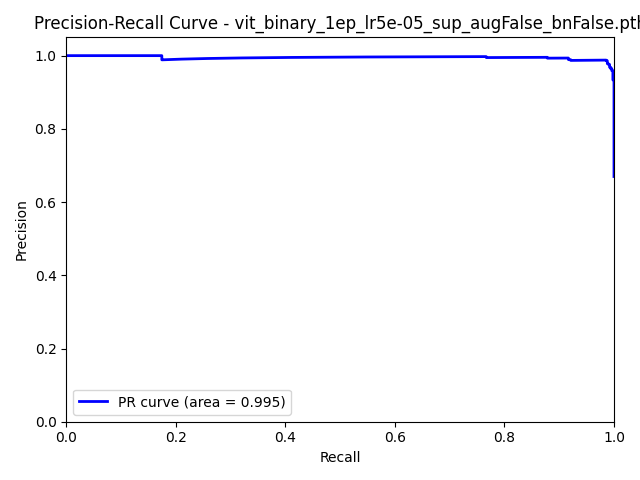 Precision-Recall Curve - vit_binary_1ep_lr5e-05_sup_augFalse_bnFalse.pth
1.0
0.8
0.6
0.4
0.2
0.0
Precision
PR curve (area = 0.995)
0.0 0.2 0.4 0.6 0.8 1.0
Recall